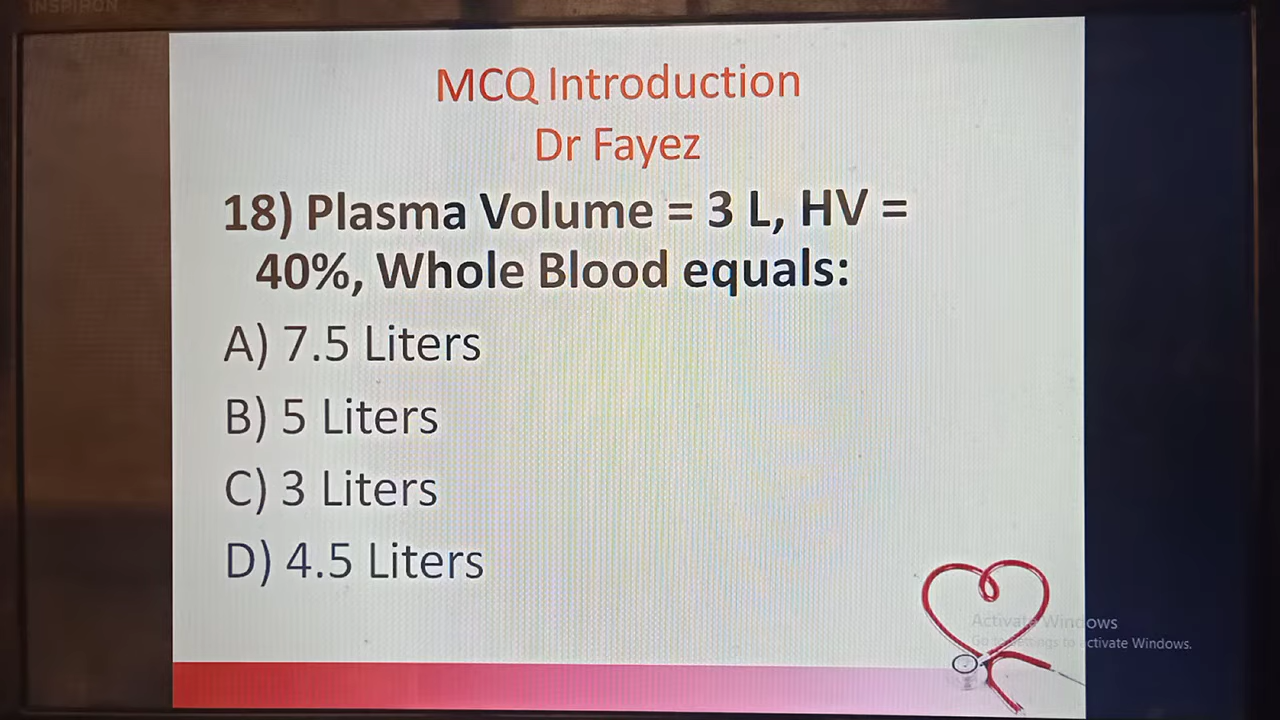 INSPIRON
MCQ Introduction
Dr Fayez
18) Plasma Volume = 3 L, HV =
40%, Whole Blood equals:
A) 7.5 Liters
B) 5 Liters
C) 3 Liters
D) 4.5 Liters
Activate Windows
Go to Settings to activate Windows.